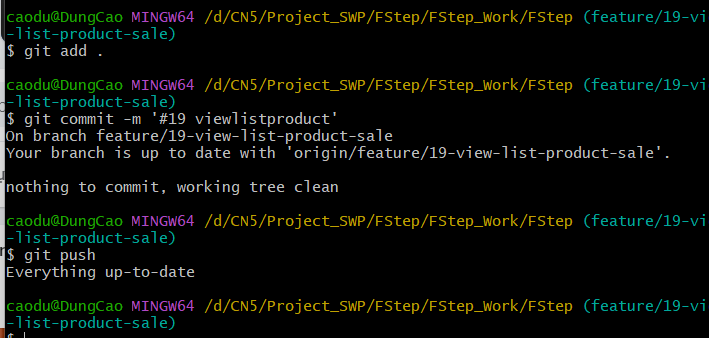 caodu@DungCao MINGW64 /d/CN5/Project_SWP/FStep/FStep_Work/FStep (feature/19-vi
-list-product-sale)
$ git add .
caodu@DungCao MINGW64 /d/CN5/Project_SWP/FStep/FStep_Work/FStep (feature/19-vi
-list-product-sale)
$ git commit -m '#19 viewlistproduct'
On branch feature/19-view-list-product-sale
Your branch is up to date with 'origin/feature/19-view-list-product-sale'.
nothing to commit, working tree clean
caodu@DungCao MINGW64 /d/CN5/Project_SWP/FStep/FStep_Work/FStep (feature/19-vi
-list-product-sale)
$ git push
Everything up-to-date
caodu@DungCao MINGW64 /d/CN5/Project_SWP/FStep/FStep_Work/FStep (feature/19-vi
-list-product-sale)
$